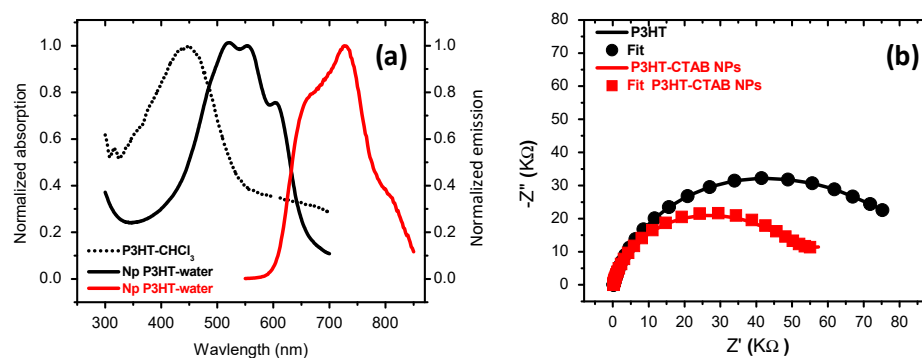 (a)
Normalized absorption
1.0
0.8
0.6
0.4
0.2
0.0
P3HT-CHCl₃
Np P3HT-water
Np P3HT-water
1.0
0.8
0.6
0.4
0.2
0.0
Normalized emission
300 400 500 600 700 800
Wavlength (nm)
(b)
-Z" (KΩ)
80
70
60
50
40
30
20
10
0
-10
P3HT
Fit
P3HT-CTAB NPs
Fit P3HT-CTAB NPs
0 10 20 30 40 50 60 70 80
Z' (KΩ)